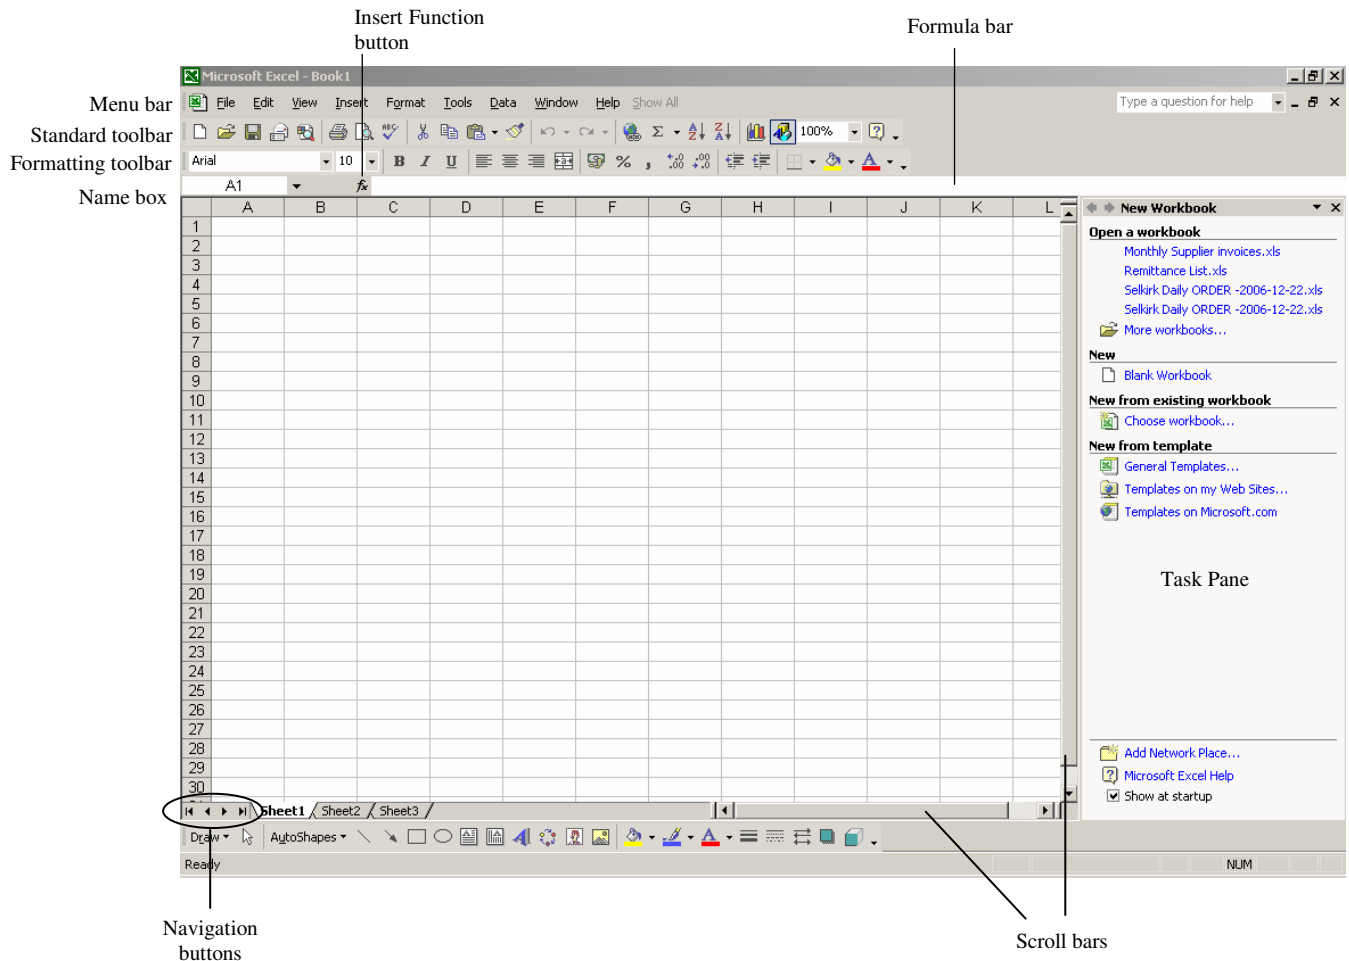 Insert Function
button
Formula bar
Microsoft Excel - Book1
Menu bar
File Edit View Insert Format Tools Data Window Help Show All
Type a question for help
Standard toolbar
100%
Formatting toolbar
Arial 10 B I U
Name box
A1 fx
A B C D E F G H I J K L
1
2
3
4
5
6
7
8
9
10
11
12
13
14
15
16
17
18
19
20
21
22
23
24
25
26
27
28
29
30
New Workbook
Open a workbook
Monthly Supplier invoices.xls
Remittance List.xls
Selkirk Daily ORDER -2006-12-22.xls
Selkirk Daily ORDER -2006-12-22.xls
More workbooks...
New
Blank Workbook
New from existing workbook
Choose workbook...
New from template
General Templates...
Templates on my Web Sites...
Templates on Microsoft.com
Task Pane
Add Network Place...
Microsoft Excel Help
Show at startup
Sheet1 Sheet2 Sheet3
Draw AutoShapes
Ready
NUM
Navigation
buttons
Scroll bars